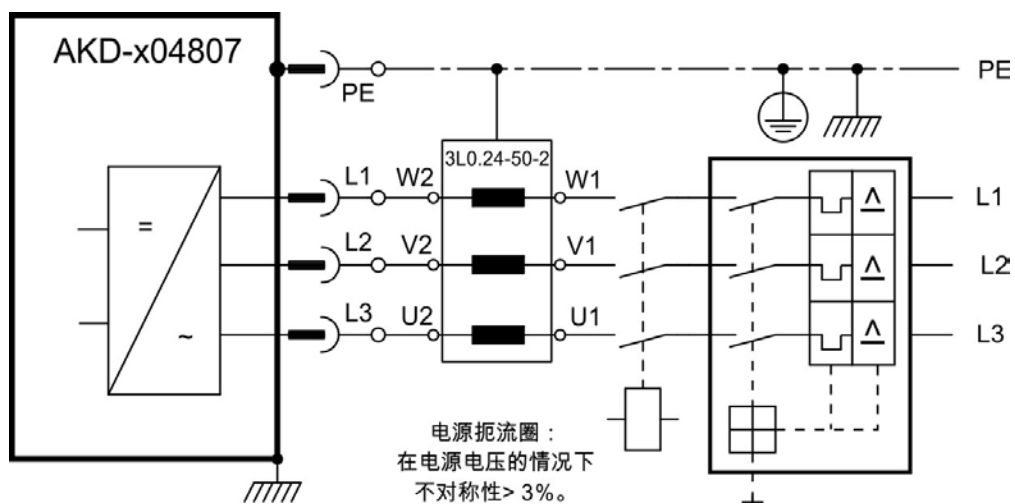 AKD-x04807
PE
PE
3L0.24-50-2
L1 W2 W1 L1
L2 V2 V1 L2
L3 U2 U1 L3
=
~
电源扼流圈：
在电源电压的情况下
不对称性> 3%。